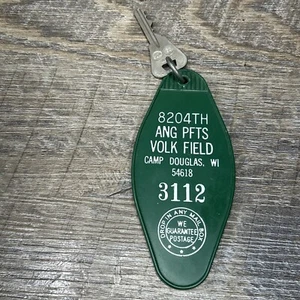 8204TH
ANG PFTS
VOLK FIELD
CAMP DOUGLAS, WI
54618
3112
DROP IN ANY MAIL BOX
WE
GUARANTEE
POSTAGE